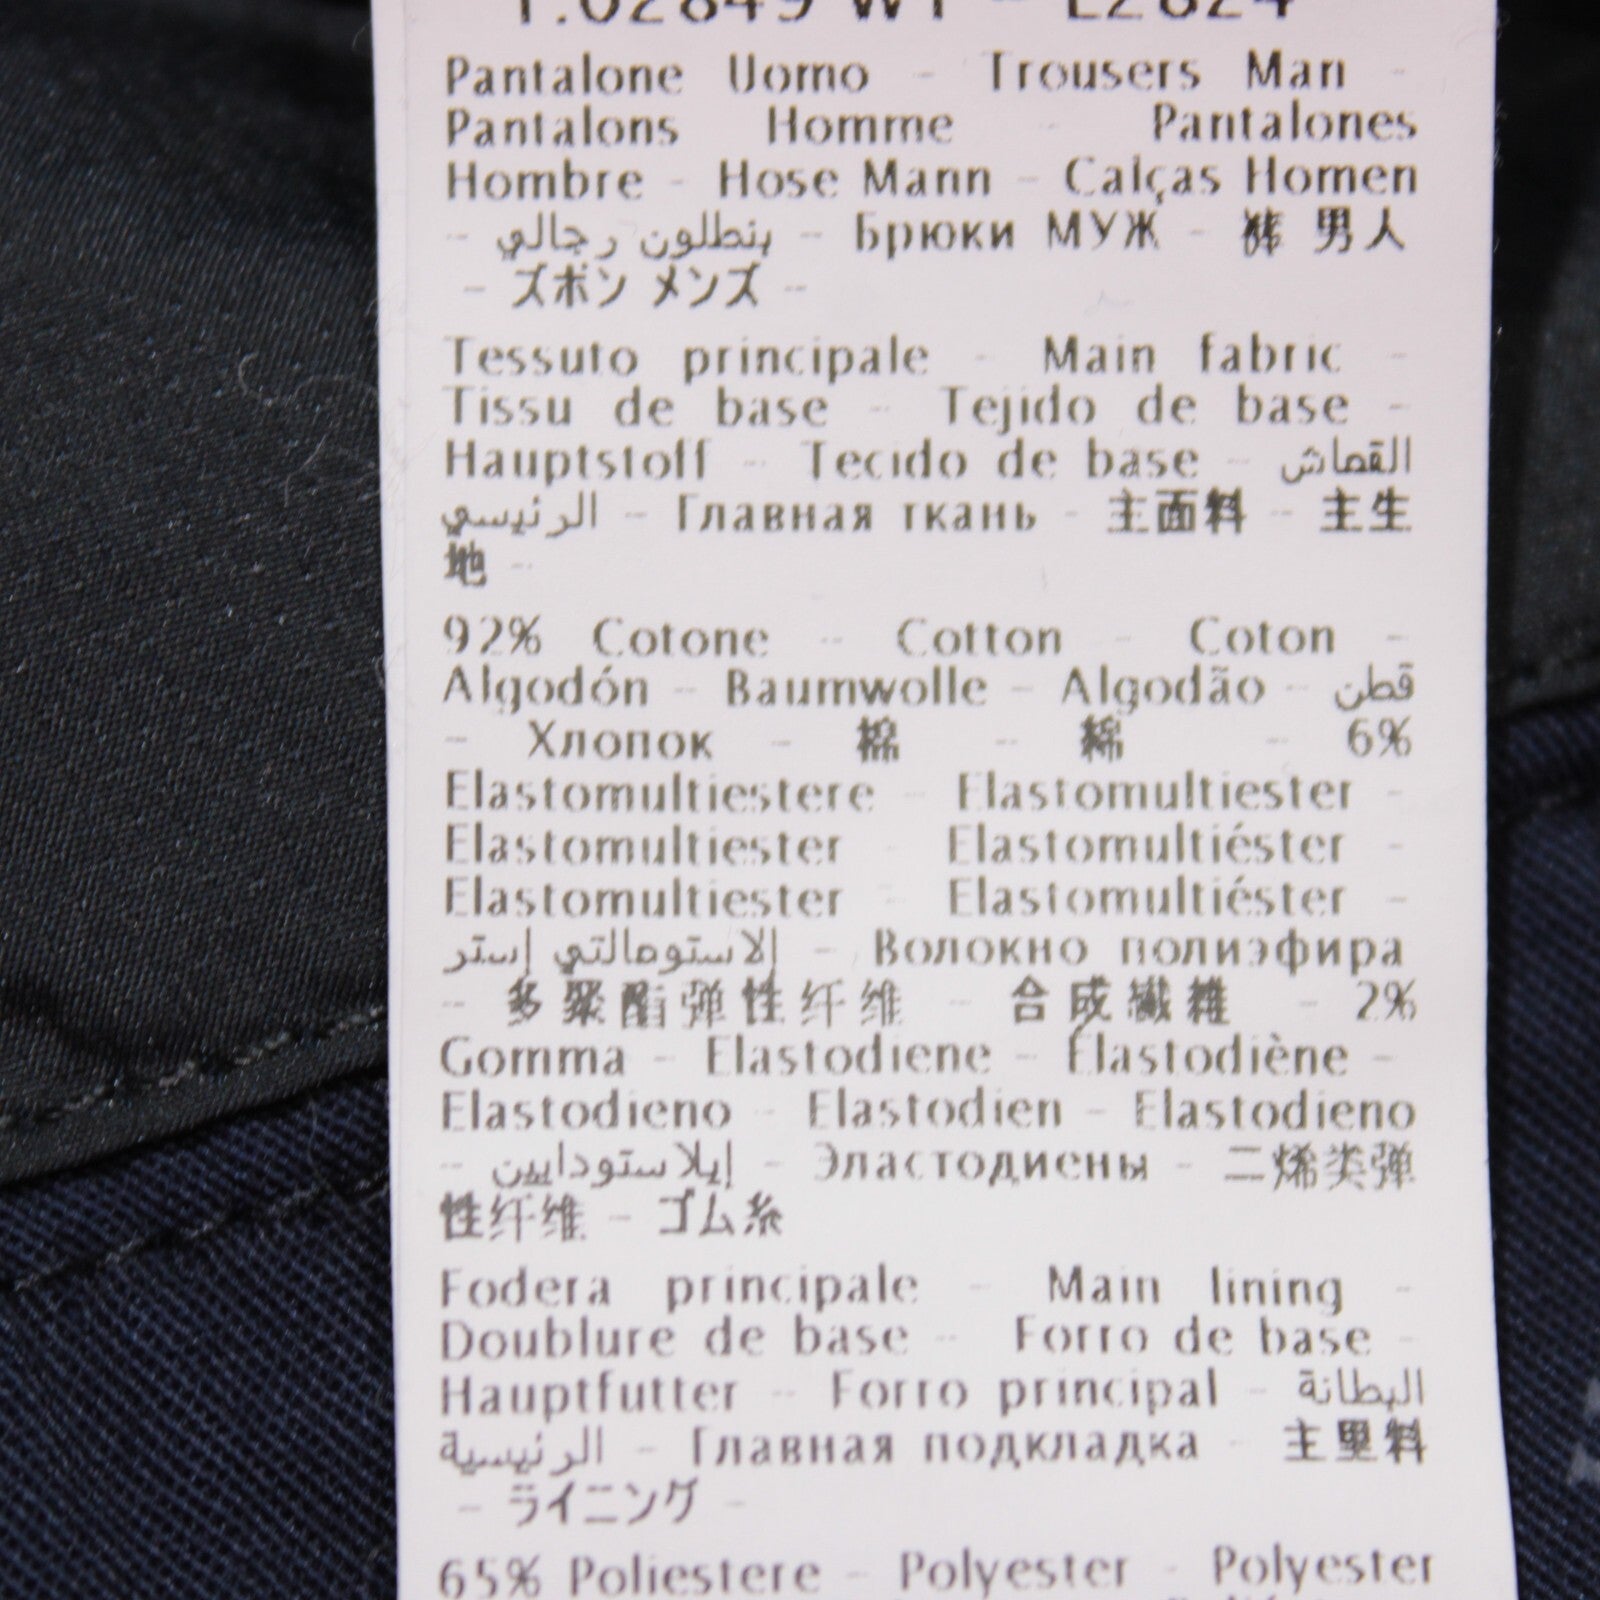 Pantalone Uomo - Trousers Man -
Pantalons Homme - Pantalones
Hombre - Hose Mann - Calças Homen
- بنطلون رجالي - Брюки МУЖ - 裤 男人
- ズボン メンズ -
Tessuto principale - Main fabric -
Tissu de base - Tejido de base -
Hauptstoff - Tecido de base - القماش
الرئيسي - Главная ткань - 主面料 - 主生
地 -
92% Cotone - Cotton - Coton -
Algodón - Baumwolle - Algodão - قطن
- Хлопок - 棉 - 綿 - 6%
Elastomultiestere - Elastomultiester -
Elastomultiester - Elastomultiéster -
Elastomultiester - Elastomultiéster -
الاستومالتي إستر - Волокно полиэфира
- 多聚酯弹性纤维 - 合成繊維 - 2%
Gomma - Elastodiene - Élastodiène -
Elastodieno - Elastodien - Elastodieno
- إيلاستودايين - Эластодиены - 二烯类弹
性纤维 - ゴム糸
Fodera principale - Main lining -
Doublure de base - Forro de base -
Hauptfutter - Forro principal - البطانة
الرئيسية - Главная подкладка - 主里料
- ライニング -
65% Poliestere - Polyester - Polyester